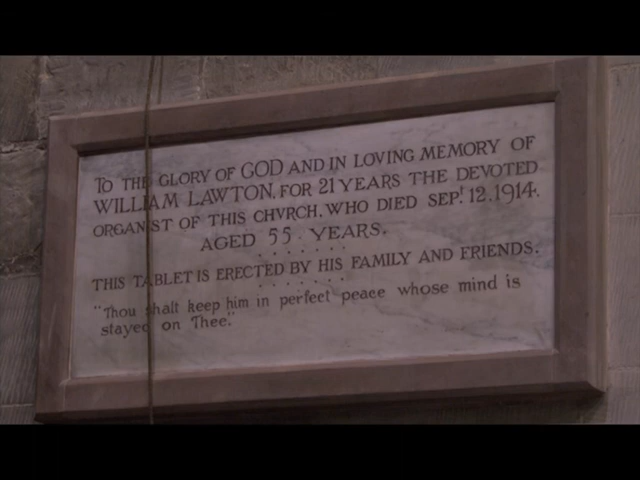 TO THE GLORY OF GOD AND IN LOVING MEMORY OF
WILLIAM LAWTON, FOR 21 YEARS THE DEVOTED
ORGANIST OF THIS CHVRCH, WHO DIED SEPT. 12. 1914.
AGED 55 . YEARS.
THIS TABLET IS ERECTED BY HIS FAMILY AND FRIENDS.
"Thou shalt keep him in perfect peace whose mind is
stayed on Thee."